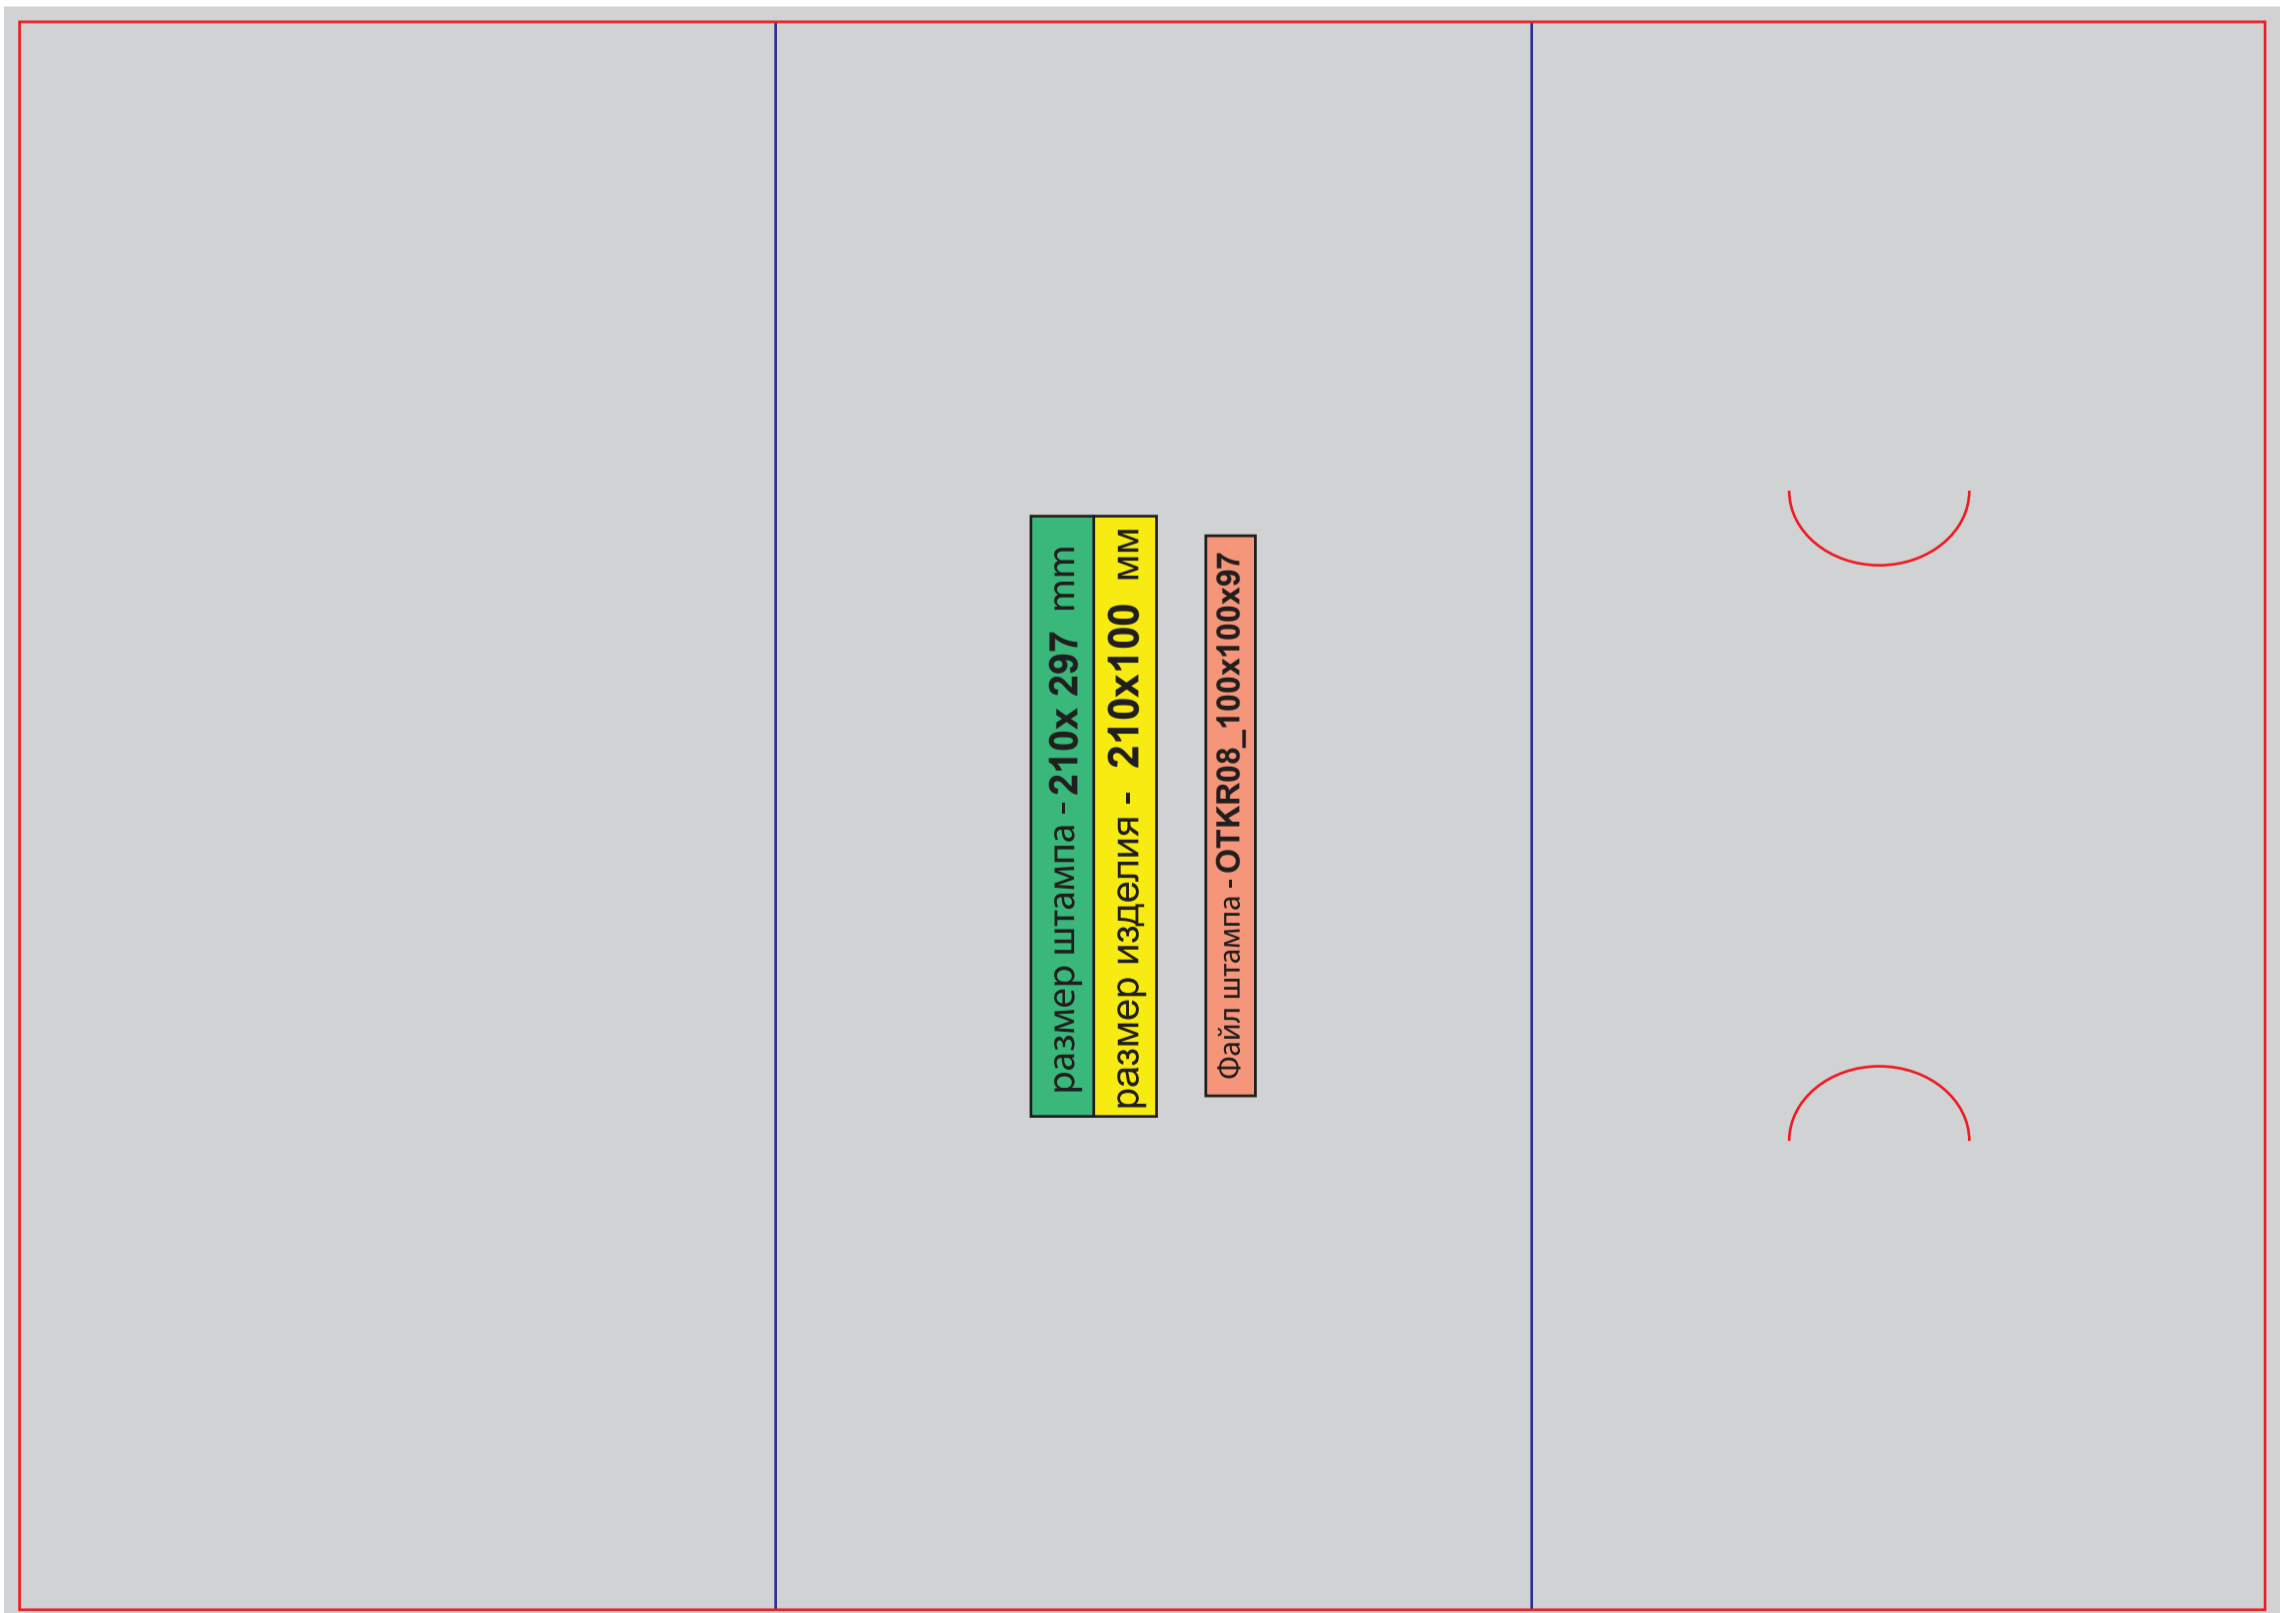 размер штампа - 210x 297 mm
размер изделия - 210x100 мм
Файл штампа - OTKR08_100x100x97